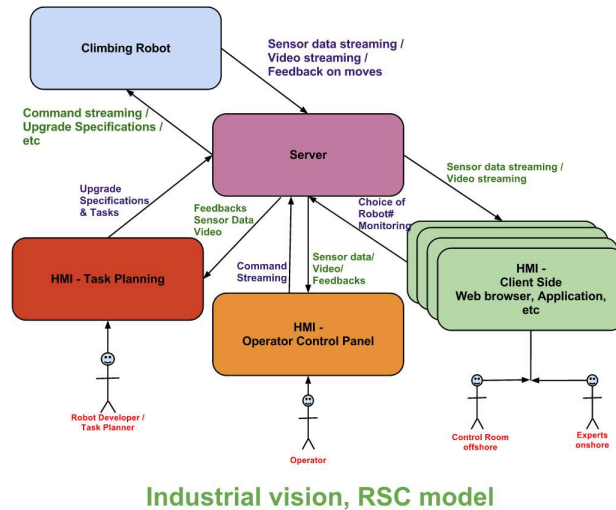 Climbing Robot
Sensor data streaming /
Video streaming /
Feedback on moves
Command streaming /
Upgrade Specifications /
etc
Server
Sensor data streaming /
Video streaming
Upgrade
Specifications
& Tasks
Feedbacks
Sensor Data
Video
Choice of
Robot#
Monitoring
Command
Streaming
Sensor data/
Video/
Feedbacks
HMI - Task Planning
HMI -
Operator Control Panel
HMI -
Client Side
Web browser, Application,
etc
Robot Developer /
Task Planner
Operator
Control Room
offshore
Experts
onshore
Industrial vision, RSC model